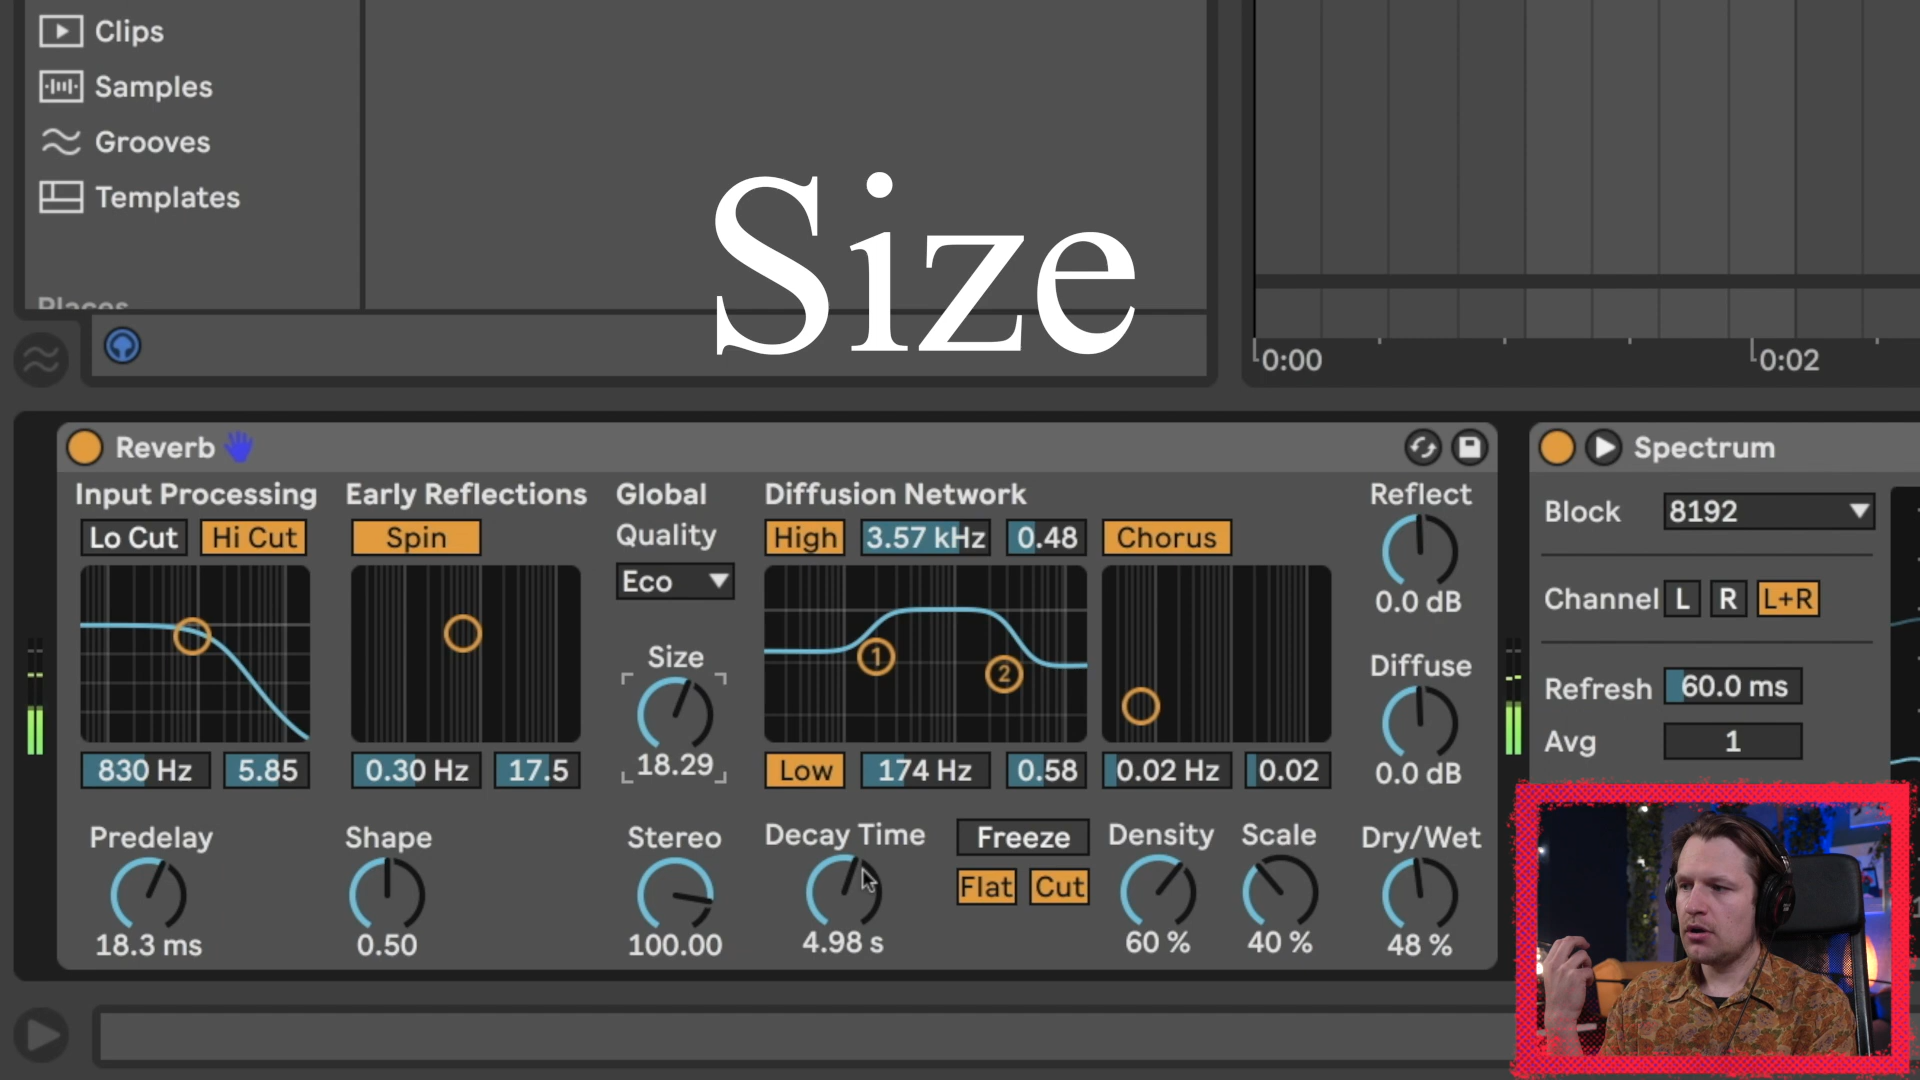 Clips
Samples
Grooves
Templates
Places
Size
0:00 0:02
Reverb
Spectrum
Input Processing Early Reflections Global Diffusion Network Reflect
Lo Cut Hi Cut Spin Quality High 3.57 kHz 0.48 Chorus
Block 8192
Eco
0.0 dB
Channel L R L+R
Size
1 2
Diffuse
Refresh 60.0 ms
Avg 1
830 Hz 5.85 0.30 Hz 17.5 18.29 Low 174 Hz 0.58 0.02 Hz 0.02 0.0 dB
Predelay Shape Stereo Decay Time Freeze Density Scale Dry/Wet
Flat Cut
18.3 ms 0.50 100.00 4.98 s 60 % 40 % 48 %